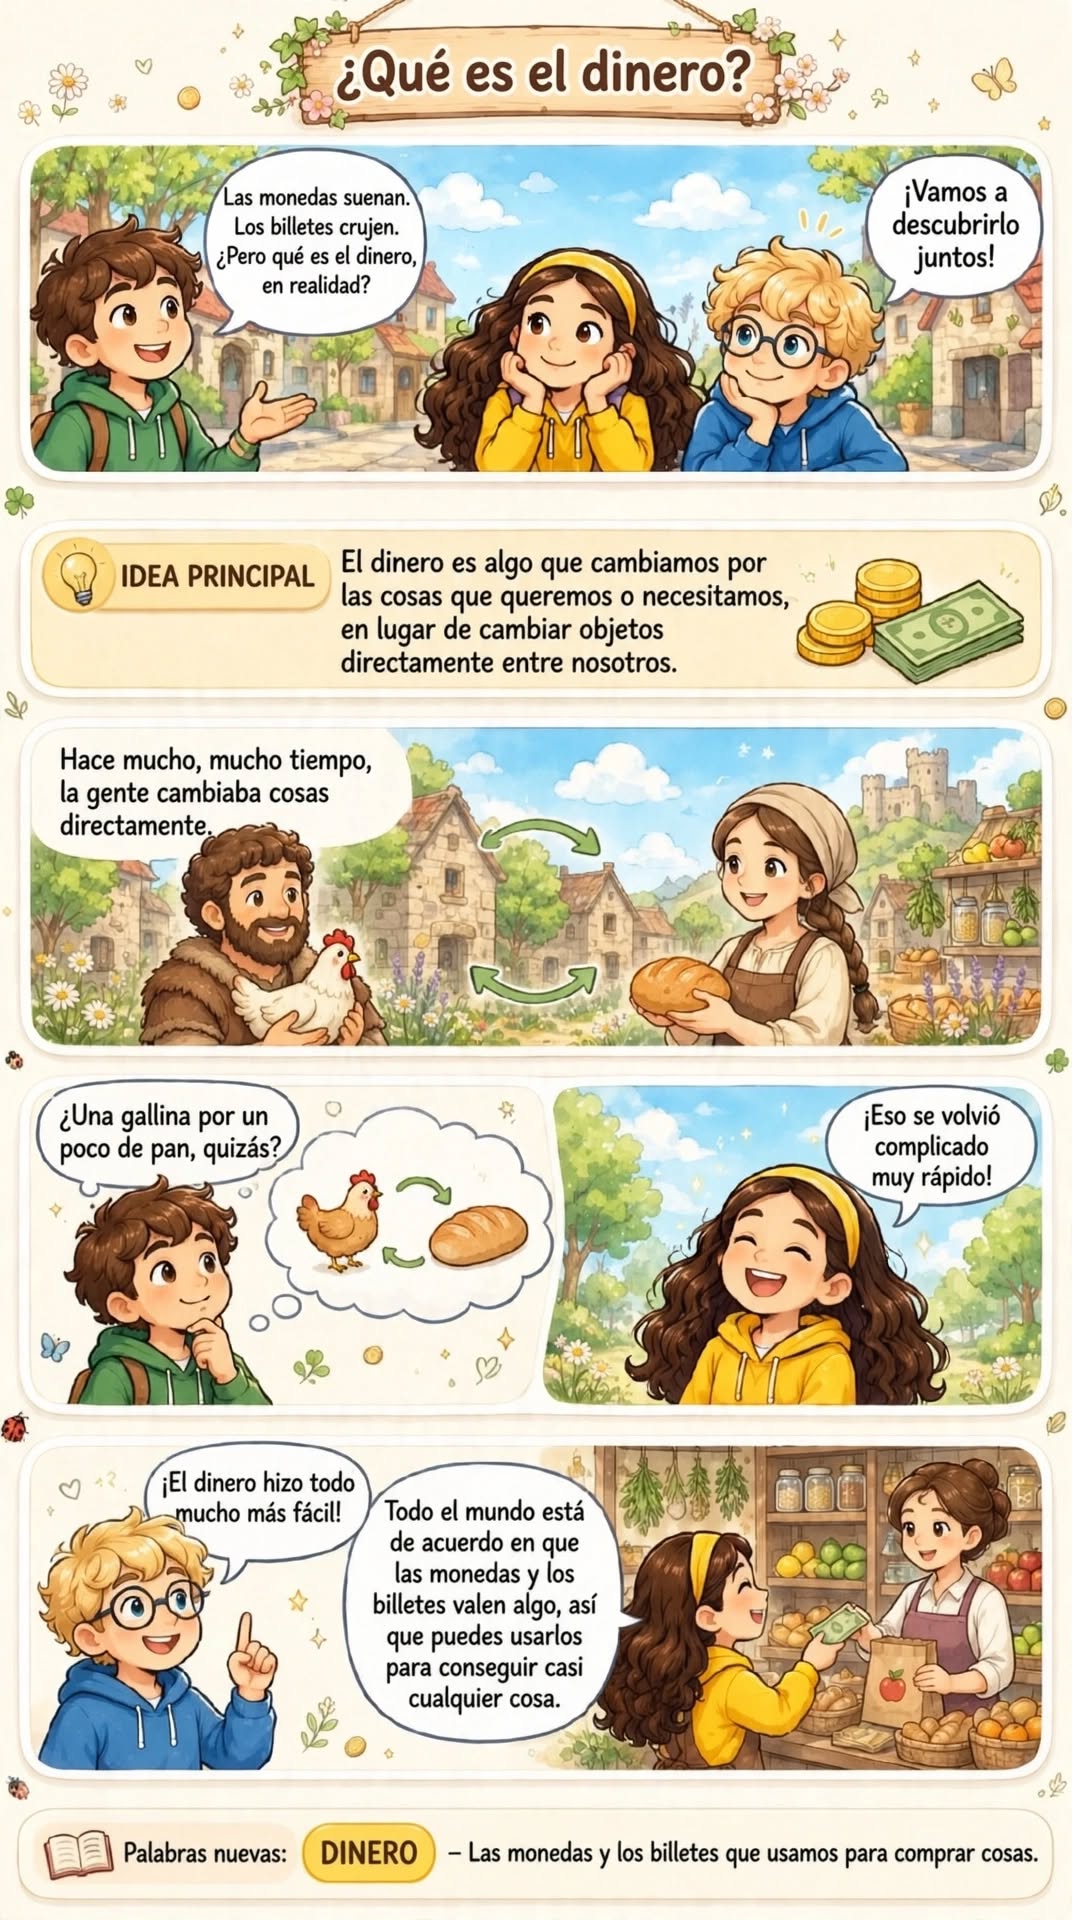 ¿Qué es el dinero?
Las monedas suenan.
Los billetes crujen.
¿Pero qué es el dinero,
en realidad?
¡Vamos a
descubrirlo
juntos!
IDEA PRINCIPAL
El dinero es algo que cambiamos por
las cosas que queremos o necesitamos,
en lugar de cambiar objetos
directamente entre nosotros.
Hace mucho, mucho tiempo,
la gente cambiaba cosas
directamente.
¿Una gallina por un
poco de pan, quizás?
¡Eso se volvió
complicado
muy rápido!
¡El dinero hizo todo
mucho más fácil!
Todo el mundo está
de acuerdo en que
las monedas y los
billetes valen algo, así
que puedes usarlos
para conseguir casi
cualquier cosa.
Palabras nuevas: DINERO – Las monedas y los billetes que usamos para comprar cosas.